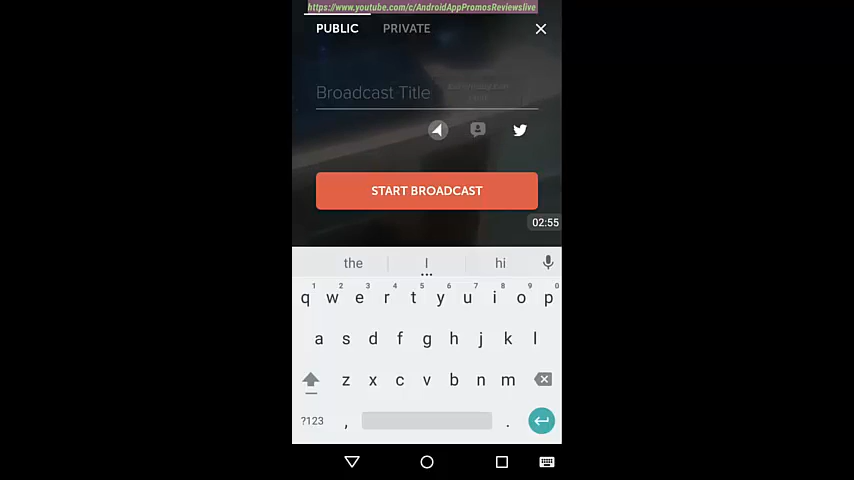 https://www.youtube.com/c/AndroidAppPromosReviewslive
PUBLIC PRIVATE
Broadcast Title
START BROADCAST
02:55
the I hi
1 2 3 4 5 6 7 8 9 0
q w e r t y u i o p
a s d f g h j k l
z x c v b n m
?123 , .